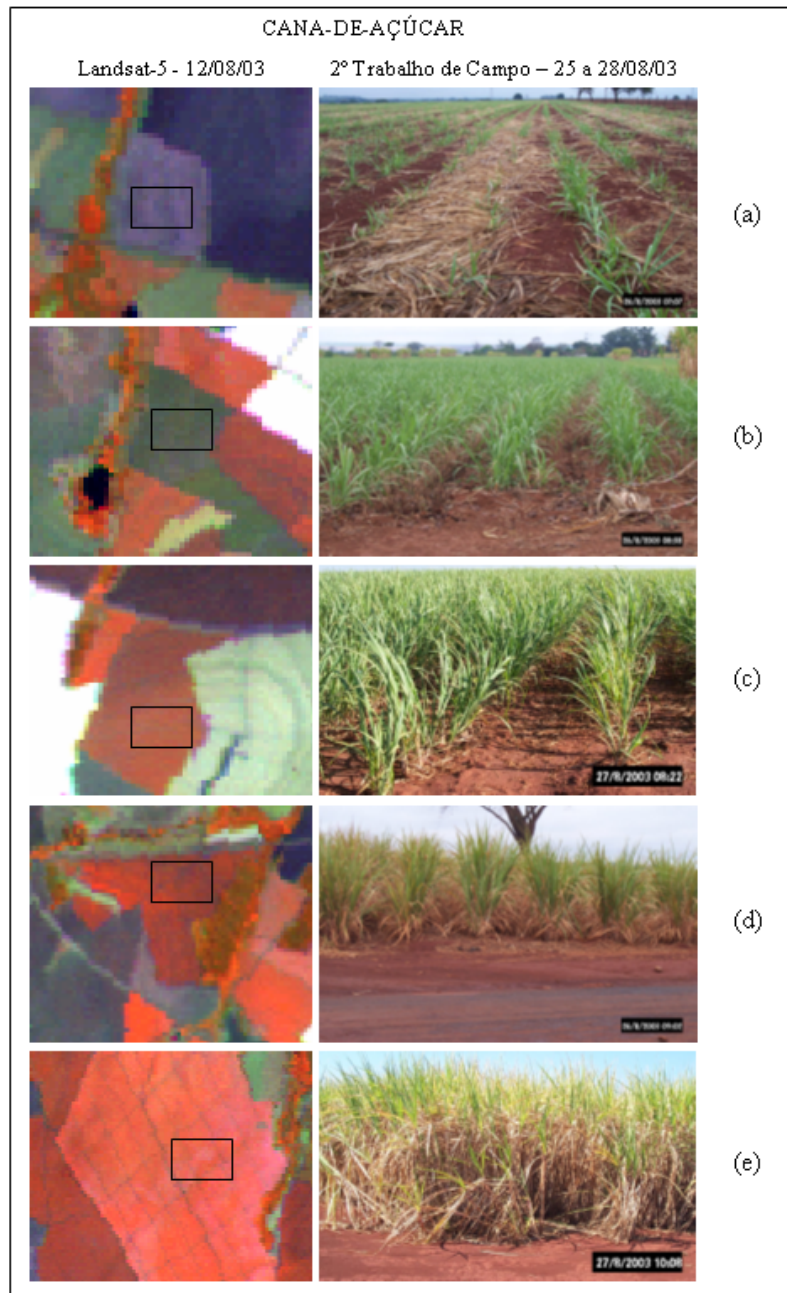 CANA-DE-AÇÚCAR
Landsat-5 - 12/08/03
2º Trabalho de Campo – 25 a 28/08/03
(a)
(b)
(c)
27/8/2003 08:22
(d)
(e)
27/8/2003 10:08